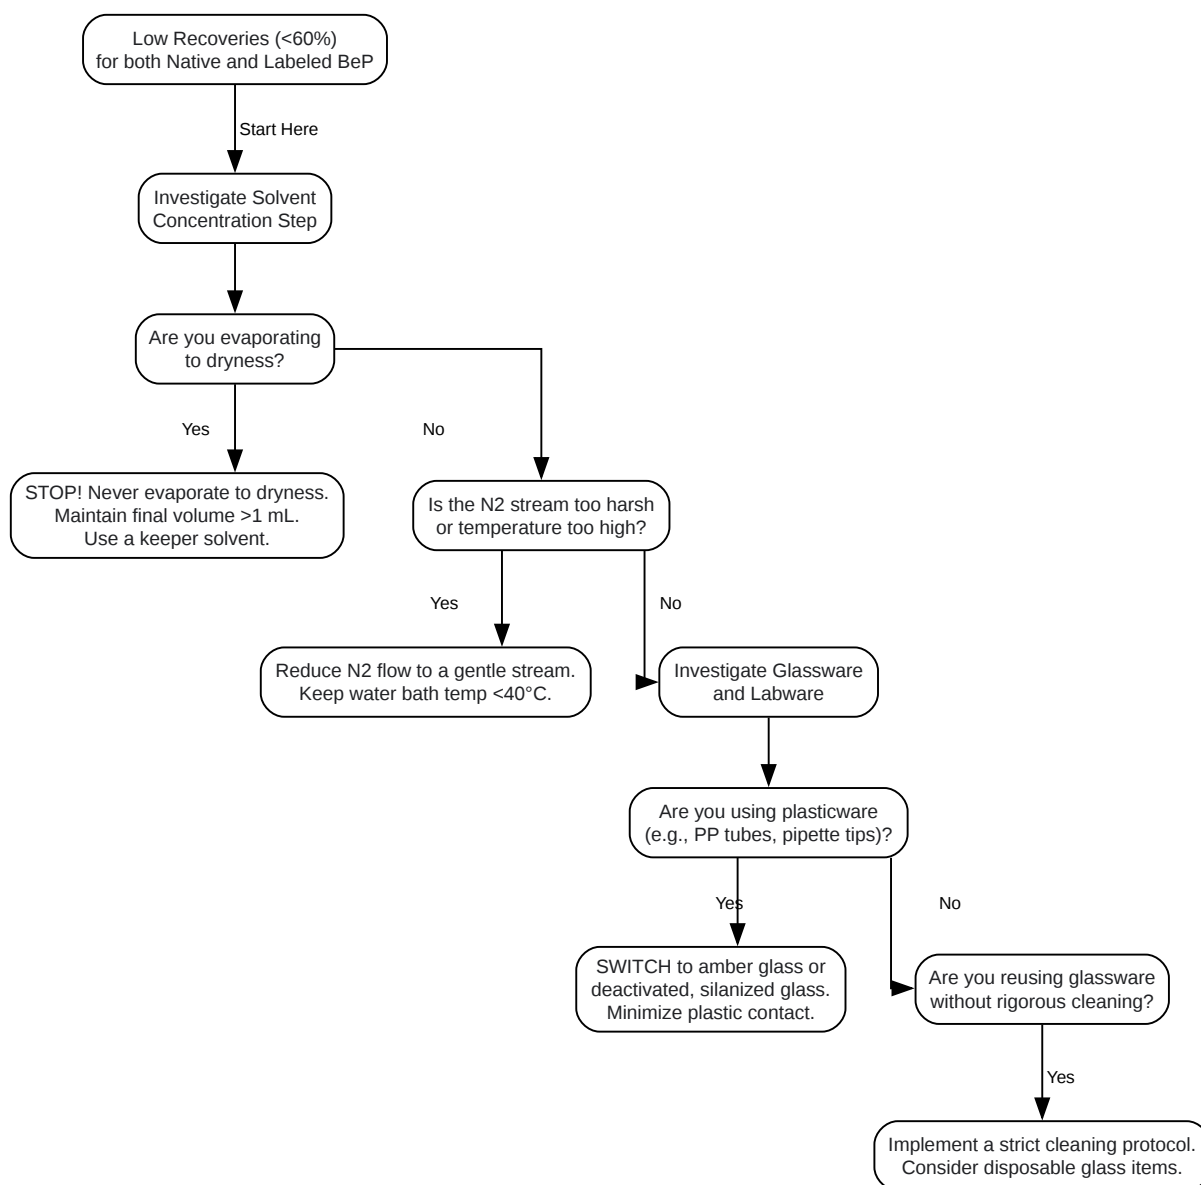 Low Recoveries (<60%)
for both Native and Labeled BeP
Start Here
Investigate Solvent
Concentration Step
Are you evaporating
to dryness?
Yes
No
STOP! Never evaporate to dryness.
Maintain final volume >1 mL.
Use a keeper solvent.
Is the N2 stream too harsh
or temperature too high?
Yes
No
Reduce N2 flow to a gentle stream.
Keep water bath temp <40°C.
Investigate Glassware
and Labware
Are you using plasticware
(e.g., PP tubes, pipette tips)?
Yes
No
SWITCH to amber glass or
deactivated, silanized glass.
Minimize plastic contact.
Are you reusing glassware
without rigorous cleaning?
Yes
Implement a strict cleaning protocol.
Consider disposable glass items.